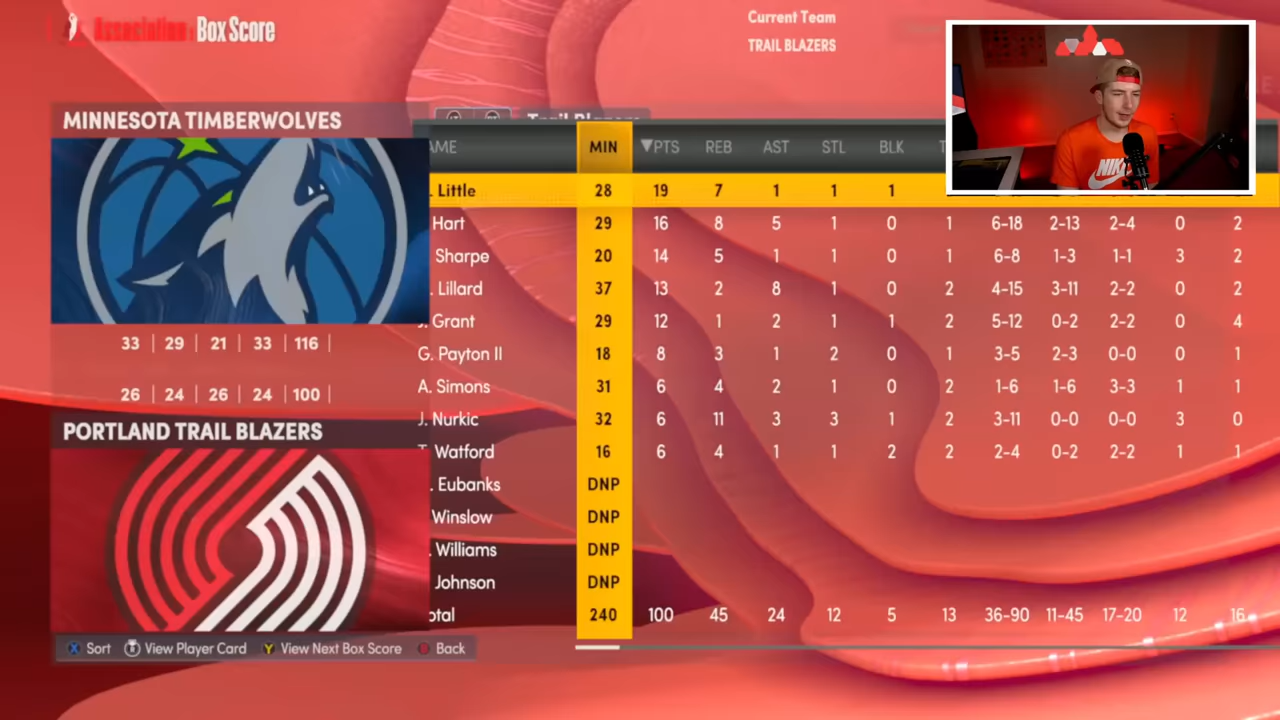 Association: Box Score
Current Team
TRAIL BLAZERS
MINNESOTA TIMBERWOLVES
33 | 29 | 21 | 33 | 116 |
26 | 24 | 26 | 24 | 100 |
PORTLAND TRAIL BLAZERS
Trail Blazers
AME MIN ▼PTS REB AST STL BLK T
. Little 28 19 7 1 1 1
Hart 29 16 8 5 1 0 1 6-18 2-13 2-4 0 2
Sharpe 20 14 5 1 1 0 1 6-8 1-3 1-1 3 2
. Lillard 37 13 2 8 1 0 2 4-15 3-11 2-2 0 2
J. Grant 29 12 1 2 1 1 2 5-12 0-2 2-2 0 4
G. Payton II 18 8 3 1 2 0 1 3-5 2-3 0-0 0 1
A. Simons 31 6 4 2 1 0 2 1-6 1-6 3-3 1 1
J. Nurkic 32 6 11 3 3 1 2 3-11 0-0 0-0 3 0
T. Watford 16 6 4 1 1 2 2 2-4 0-2 2-2 1 1
. Eubanks DNP
Winslow DNP
. Williams DNP
Johnson DNP
otal 240 100 45 24 12 5 13 36-90 11-45 17-20 12 16
X Sort View Player Card Y View Next Box Score Back
NIKE